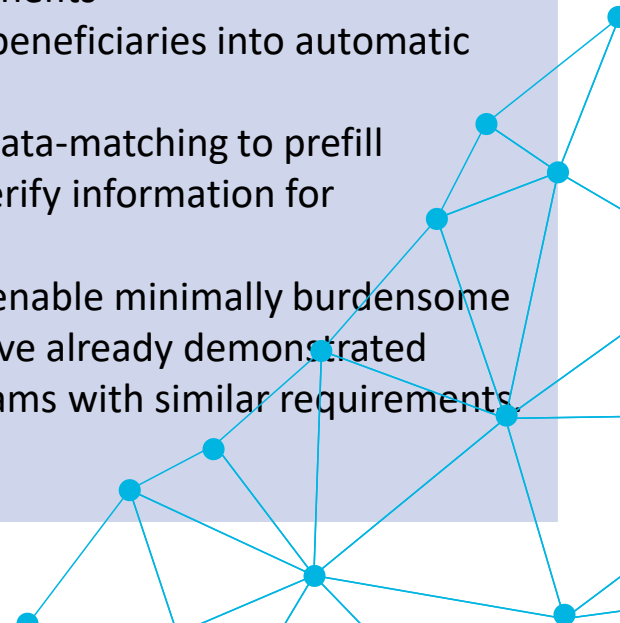 beneficiaries into automatic
ata-matching to prefill
erify information for
enable minimally burdensome
ve already demonstrated
ams with similar requirements.